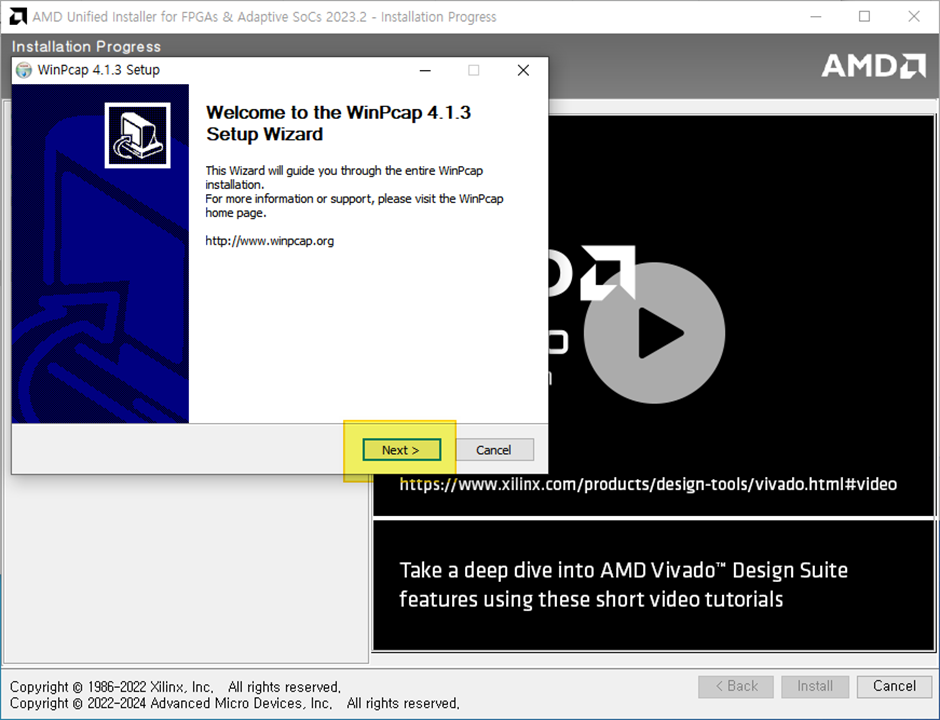 AMD Unified Installer for FPGAs & Adaptive SoCs 2023.2 - Installation Progress
Installation Progress
AMD
WinPcap 4.1.3 Setup
Welcome to the WinPcap 4.1.3
Setup Wizard
This Wizard will guide you through the entire WinPcap
installation.
For more information or support, please visit the WinPcap
home page.
http://www.winpcap.org
Next >
Cancel
https://www.xilinx.com/products/design-tools/vivado.html#video
Take a deep dive into AMD Vivado™ Design Suite
features using these short video tutorials
Copyright © 1986-2022 Xilinx, Inc. All rights reserved.
Copyright © 2022-2024 Advanced Micro Devices, Inc. All rights reserved.
< Back
Install
Cancel